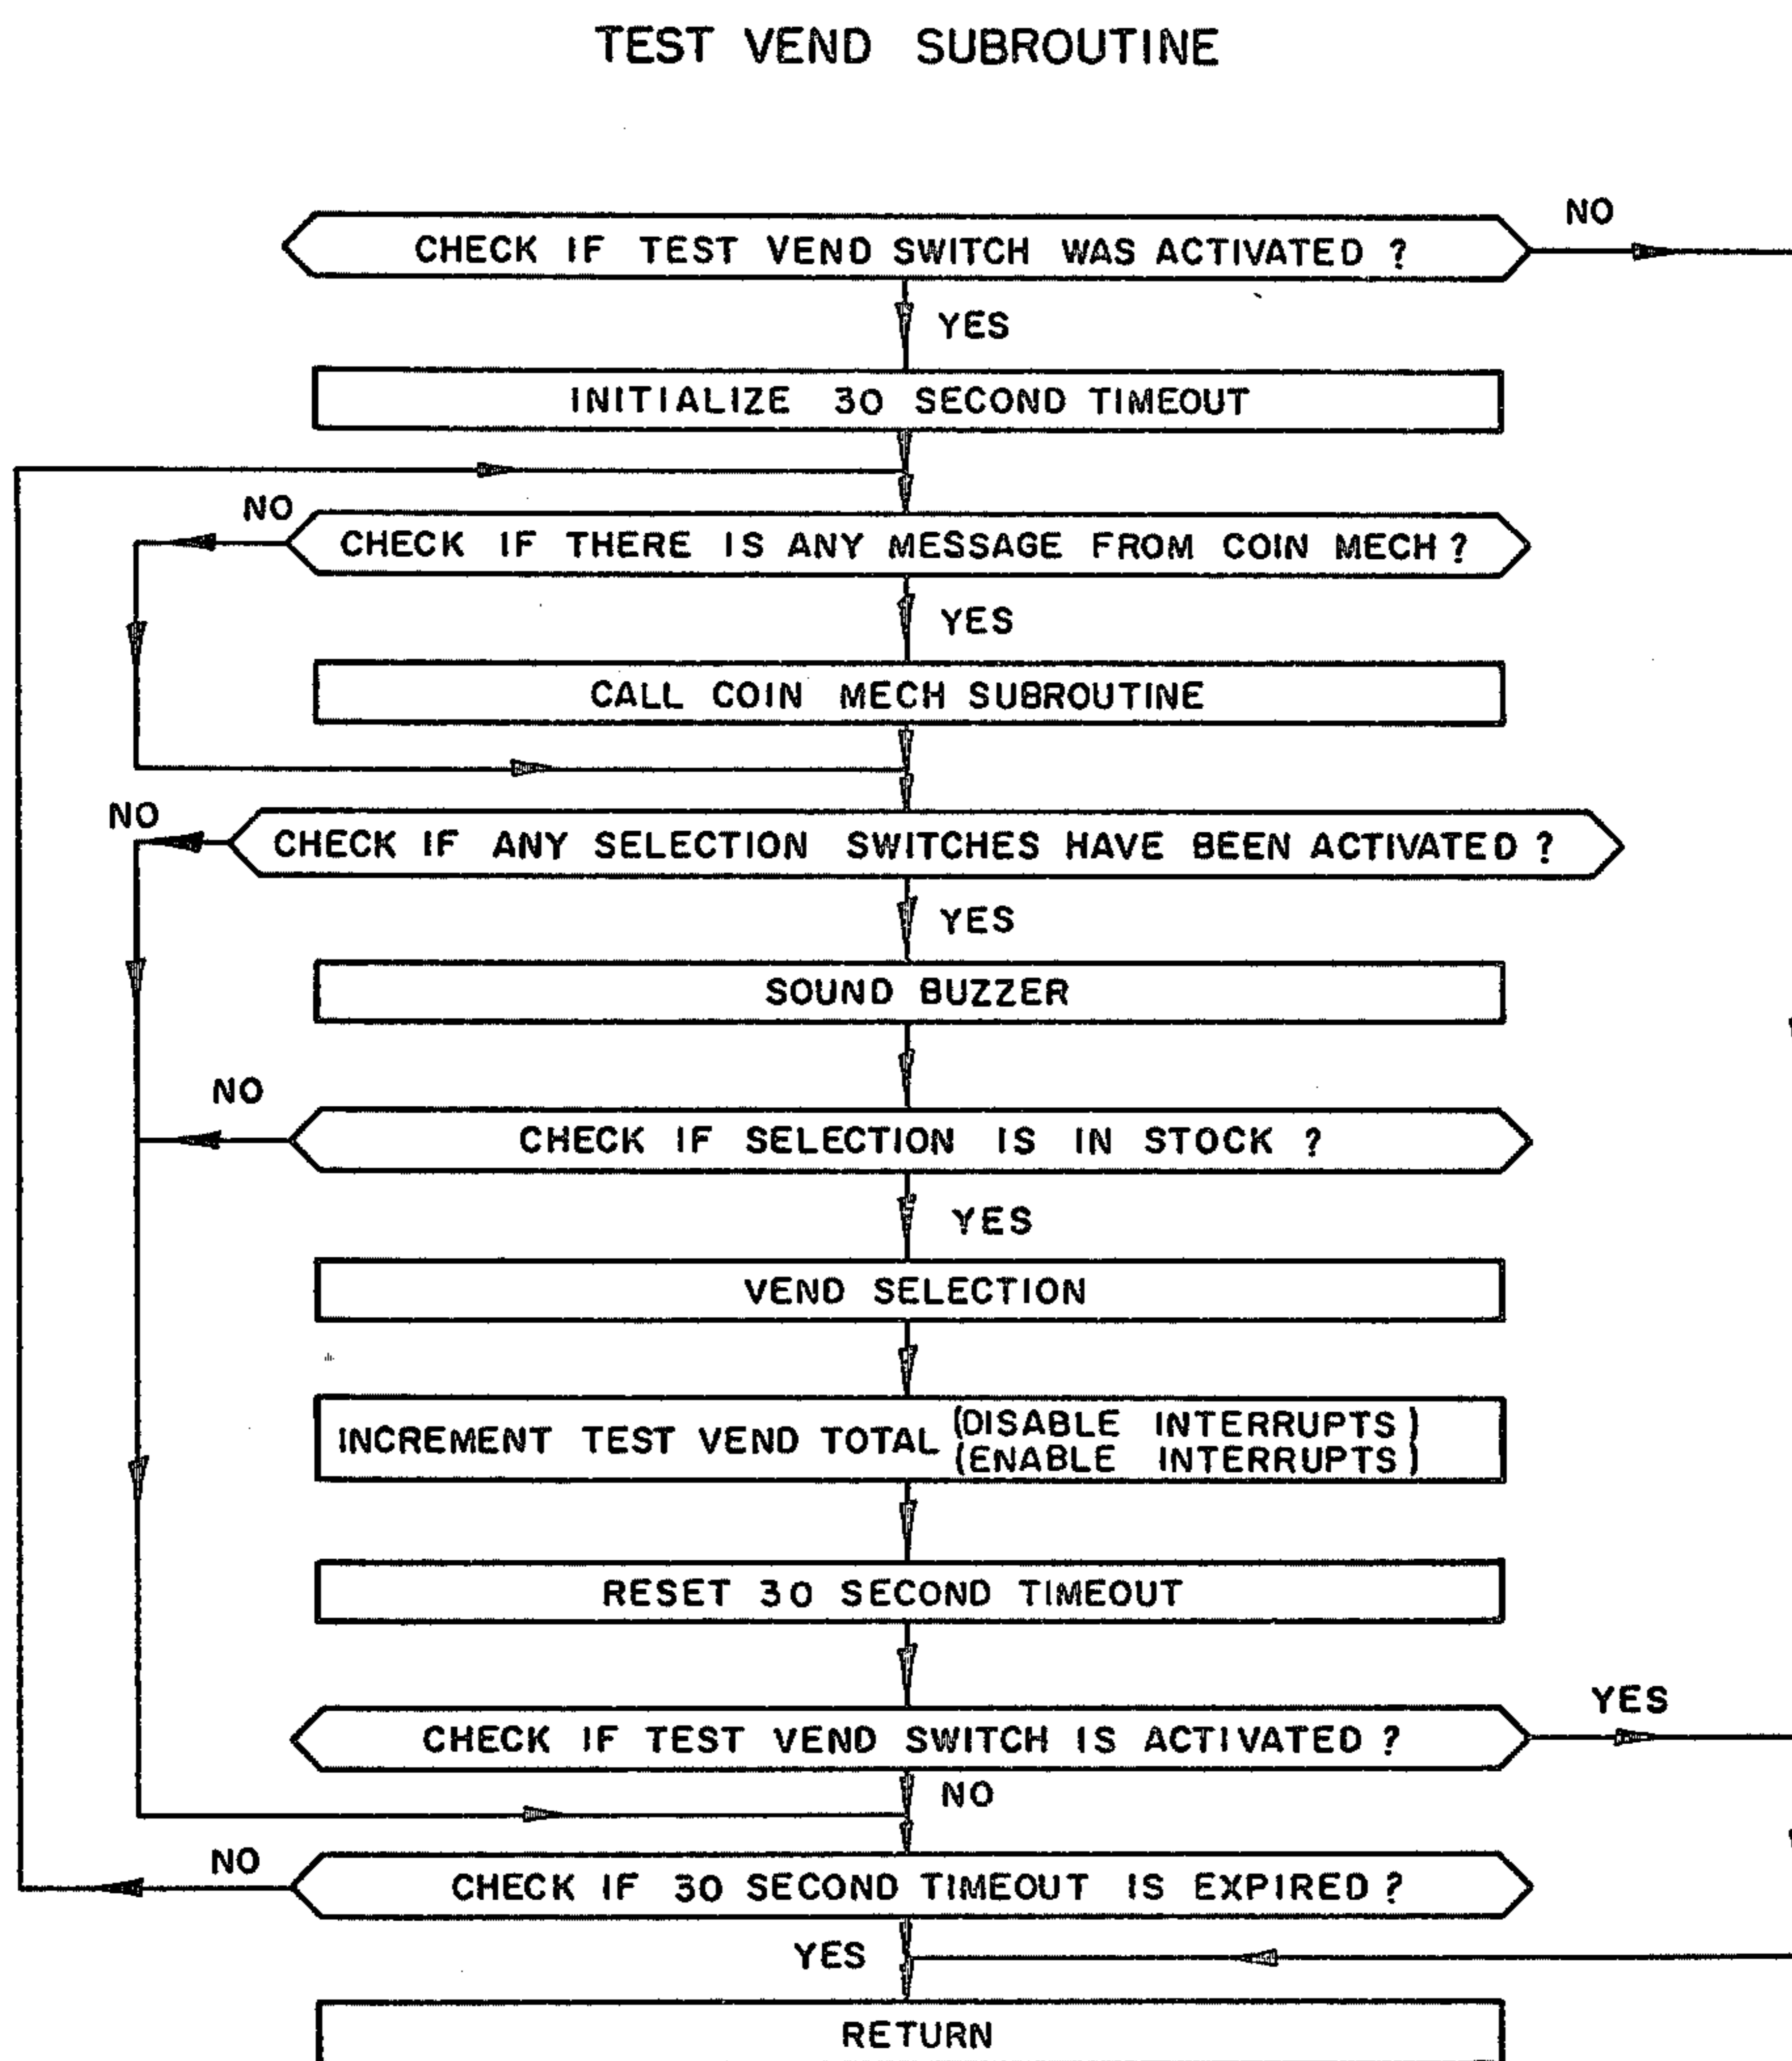 TEST VEND SUBROUTINE
NO
CHECK IF TEST VEND SWITCH WAS ACTIVATED ?
YES
INITIALIZE 30 SECOND TIMEOUT
NO
CHECK IF THERE IS ANY MESSAGE FROM COIN MECH ?
YES
CALL COIN MECH SUBROUTINE
NO
CHECK IF ANY SELECTION SWITCHES HAVE BEEN ACTIVATED ?
YES
SOUND BUZZER
NO
CHECK IF SELECTION IS IN STOCK ?
YES
VEND SELECTION
INCREMENT TEST VEND TOTAL (DISABLE INTERRUPTS)
(ENABLE INTERRUPTS)
RESET 30 SECOND TIMEOUT
YES
CHECK IF TEST VEND SWITCH IS ACTIVATED ?
NO
NO
CHECK IF 30 SECOND TIMEOUT IS EXPIRED ?
YES
RETURN